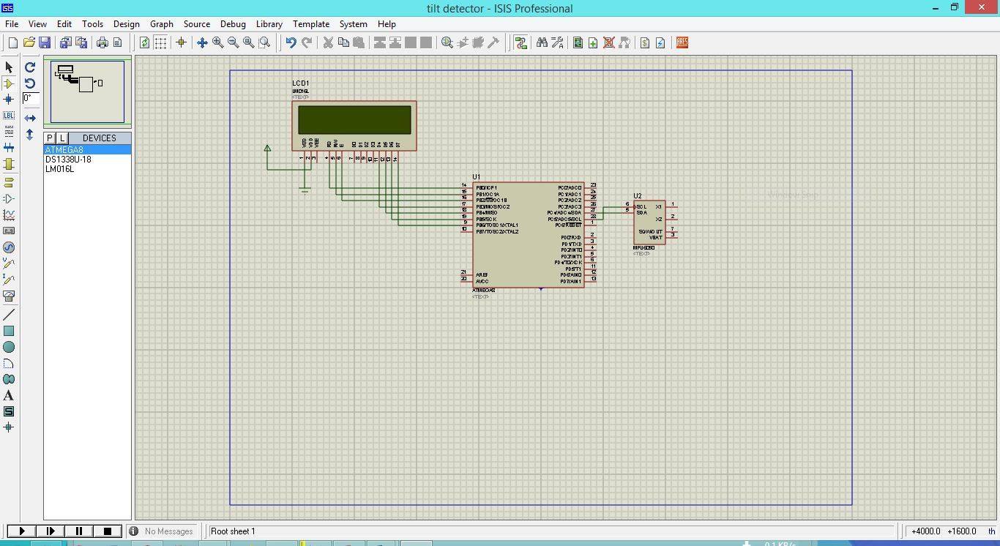 tilt detector - ISIS Professional
File View Edit Tools Design Graph Source Debug Library Template System Help
ARES
LBL
0°
P L DEVICES
ATMEGA8
DS1338U-18
LM016L
LCD1
LM016L
<TEXT>
VSS VDD VEE RS RW E D0 D1 D2 D3 D4 D5 D6 D7
1 2 3 4 5 6 7 8 9 10 11 12 13 14
U1
14 PB0/ICP1 PC0/ADC0 23
15 PB1/OC1A PC1/ADC1 24
16 PB2/SS/OC1B PC2/ADC2 25
17 PB3/MOSI/OC2 PC3/ADC3 26
18 PB4/MISO PC4/ADC4/SDA 27
19 PB5/SCK PC5/ADC5/SCL 28
9 PB6/TOSC1/XTAL1 PC6/RESET 1
10 PB7/TOSC2/XTAL2
PD0/RXD 2
PD1/TXD 3
PD2/INT0 4
PD3/INT1 5
PD4/T0/XCK 6
PD5/T1 11
21 AREF PD6/AIN0 12
20 AVCC PD7/AIN1 13
ATMEGA8
<TEXT>
U2
6 SCL X1 1
5 SDA
X2 2
SQW/OUT 7
VBAT 3
MPU6050
<TEXT>
No Messages
Root sheet 1
+4000.0 +1600.0 th
0.1 KB/s